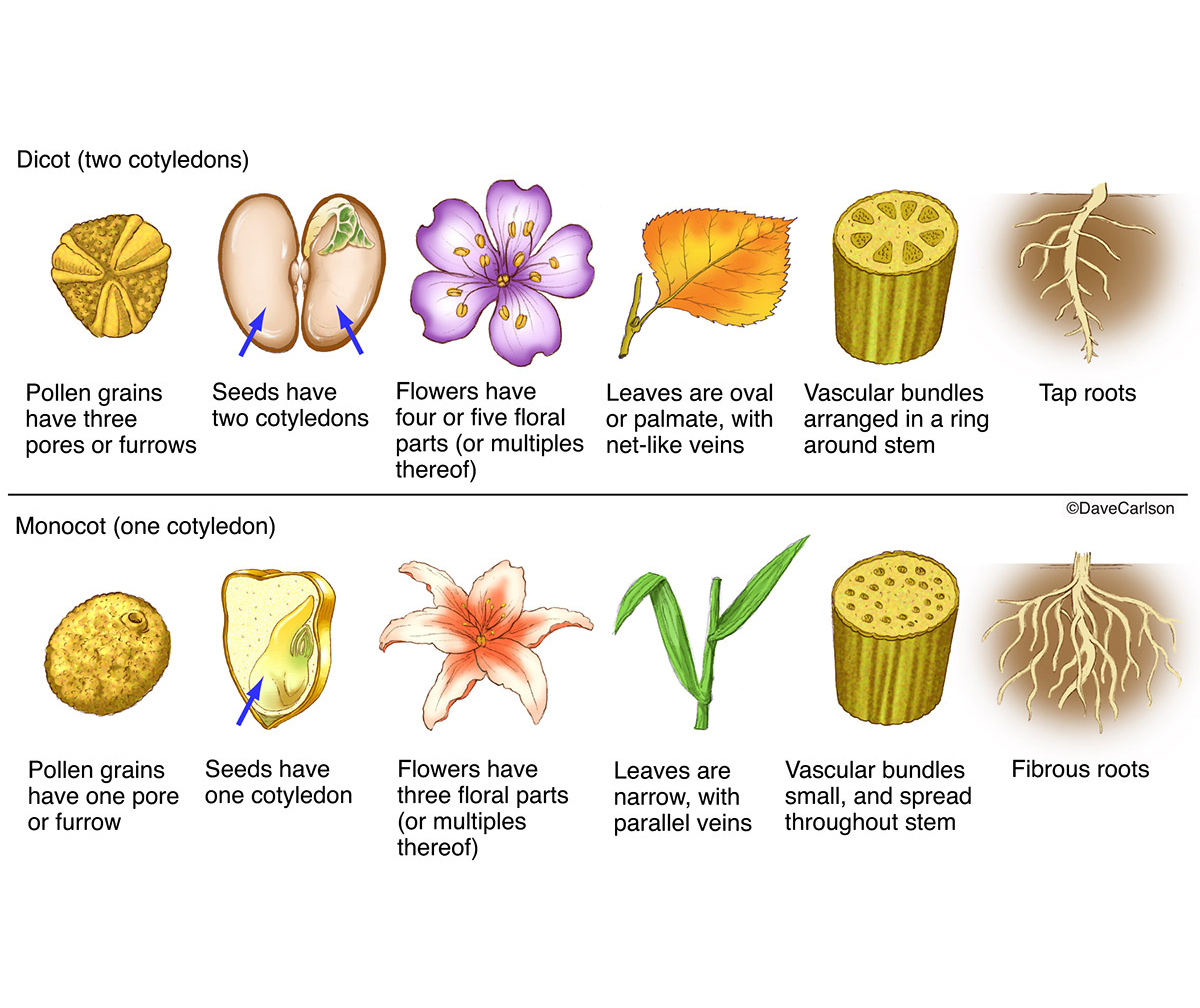 Dicot (two cotyledons)
Pollen grains
have three
pores or furrows
Seeds have
two cotyledons
Flowers have
four or five floral
parts (or multiples
thereof)
Leaves are oval
or palmate, with
net-like veins
Vascular bundles
arranged in a ring
around stem
Tap roots
©DaveCarlson
Monocot (one cotyledon)
Pollen grains
have one pore
or furrow
Seeds have
one cotyledon
Flowers have
three floral parts
(or multiples
thereof)
Leaves are
narrow, with
parallel veins
Vascular bundles
small, and spread
throughout stem
Fibrous roots